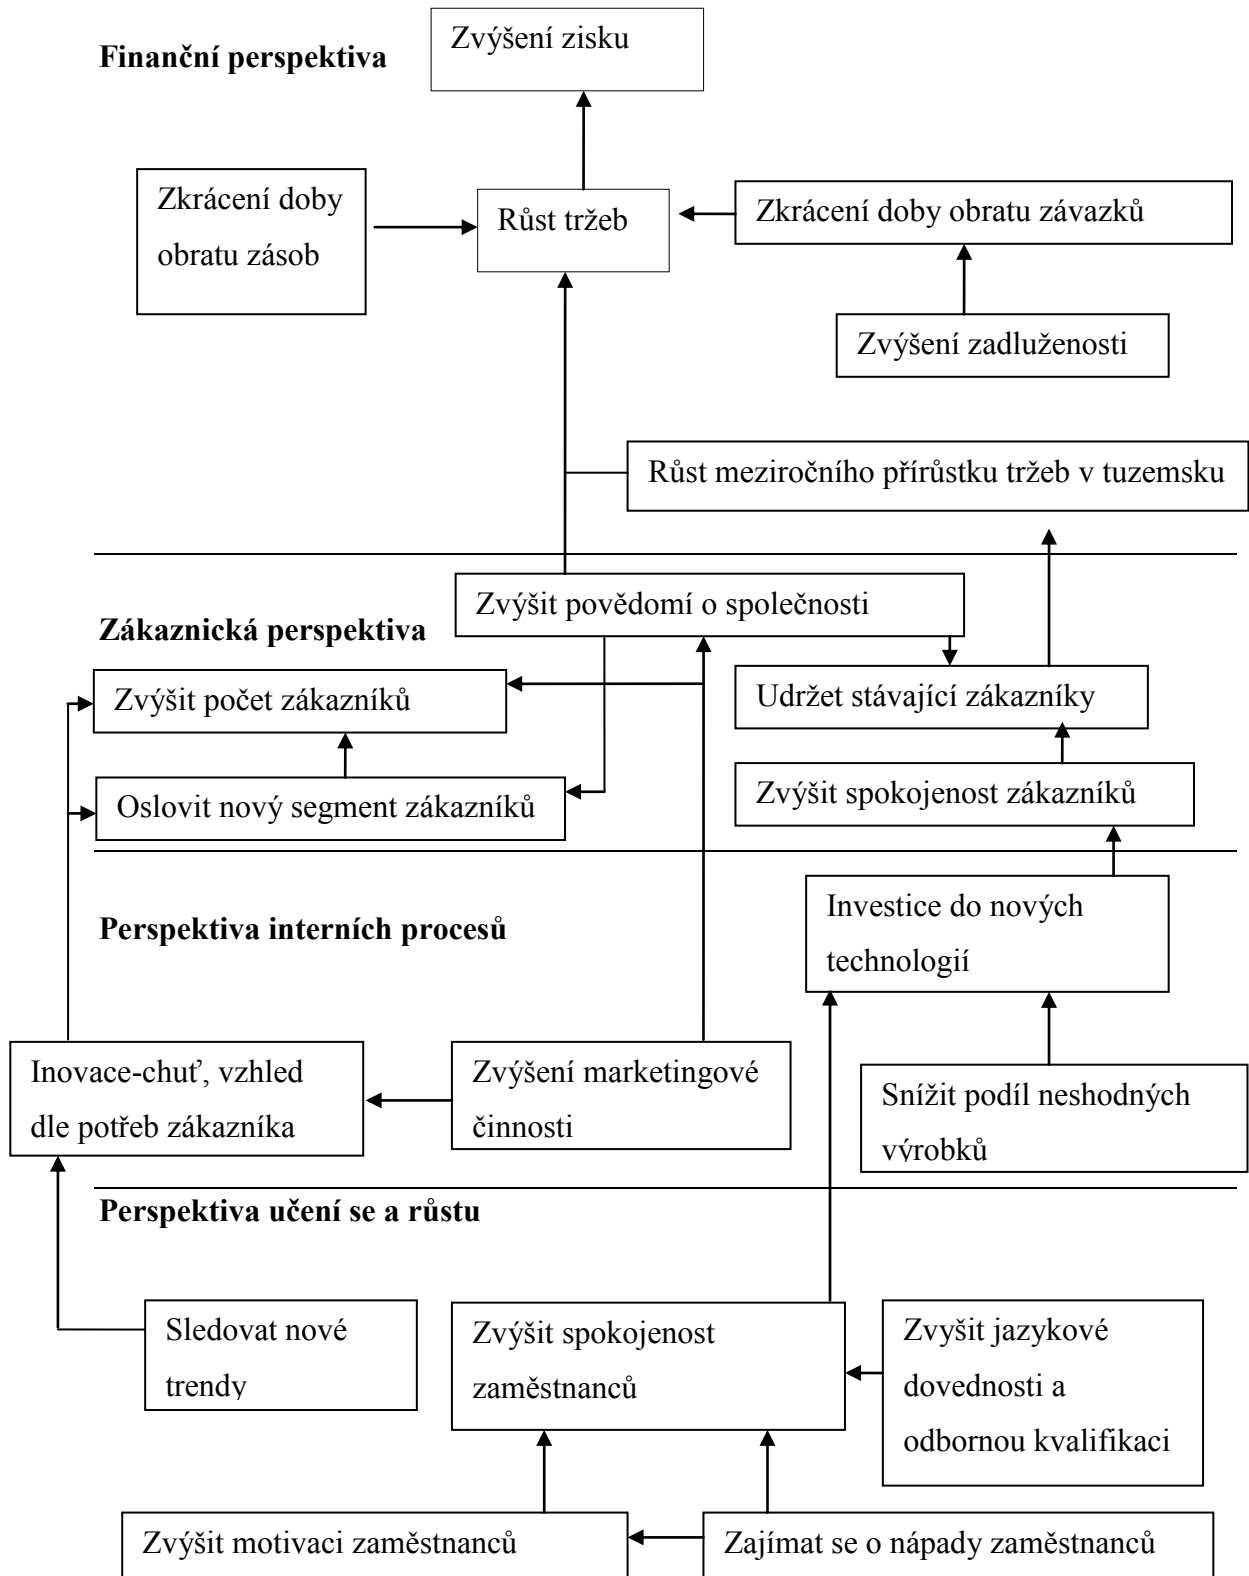 Zvýšení zisku
Finanční perspektiva
Zkrácení doby
obratu zásob
Růst tržeb
Zkrácení doby obratu závazků
Zvýšení zadluženosti
Růst meziročního přírůstku tržeb v tuzemsku
Zvýšit povědomí o společnosti
Zákaznická perspektiva
Zvýšit počet zákazníků
Udržet stávající zákazníky
Oslovit nový segment zákazníků
Zvýšit spokojenost zákazníků
Investice do nových
technologií
Perspektiva interních procesů
Inovace-chuť, vzhled
dle potřeb zákazníka
Zvýšení marketingové
činnosti
Snížit podíl neshodných
výrobků
Perspektiva učení se a růstu
Sledovat nové
trendy
Zvýšit spokojenost
zaměstnanců
Zvyšit jazykové
dovednosti a
odbornou kvalifikaci
Zvýšit motivaci zaměstnanců
Zajímat se o nápady zaměstnanců